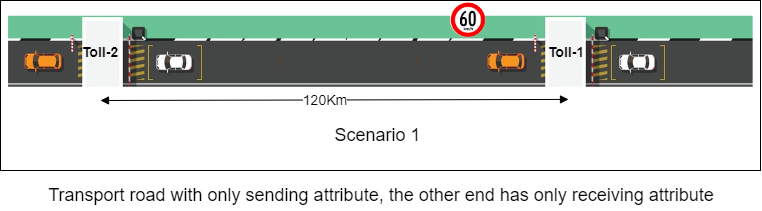 60
km/h
Toll-2
Toll-1
120Km
Scenario 1
Transport road with only sending attribute, the other end has only receiving attribute